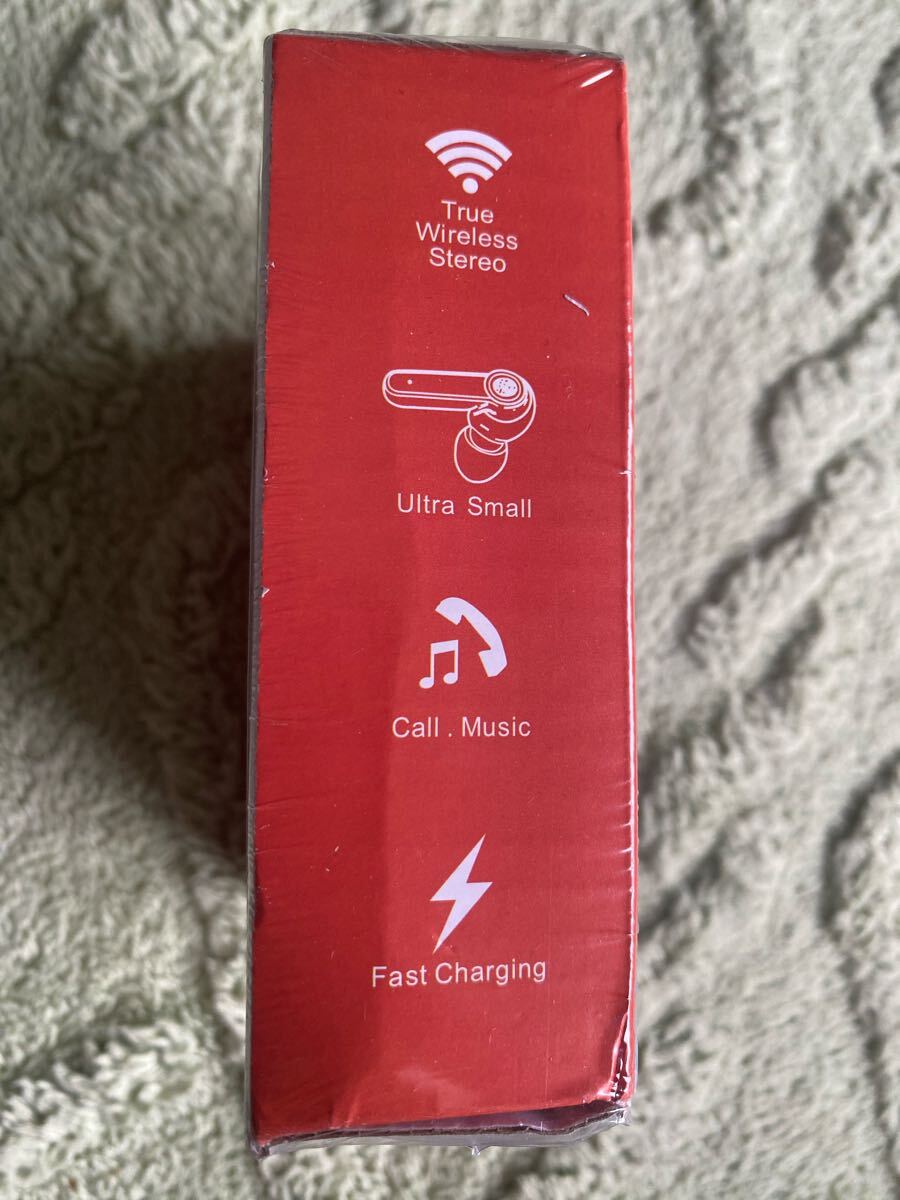 True
Wireless
Stereo
Ultra Small
Call . Music
Fast Charging